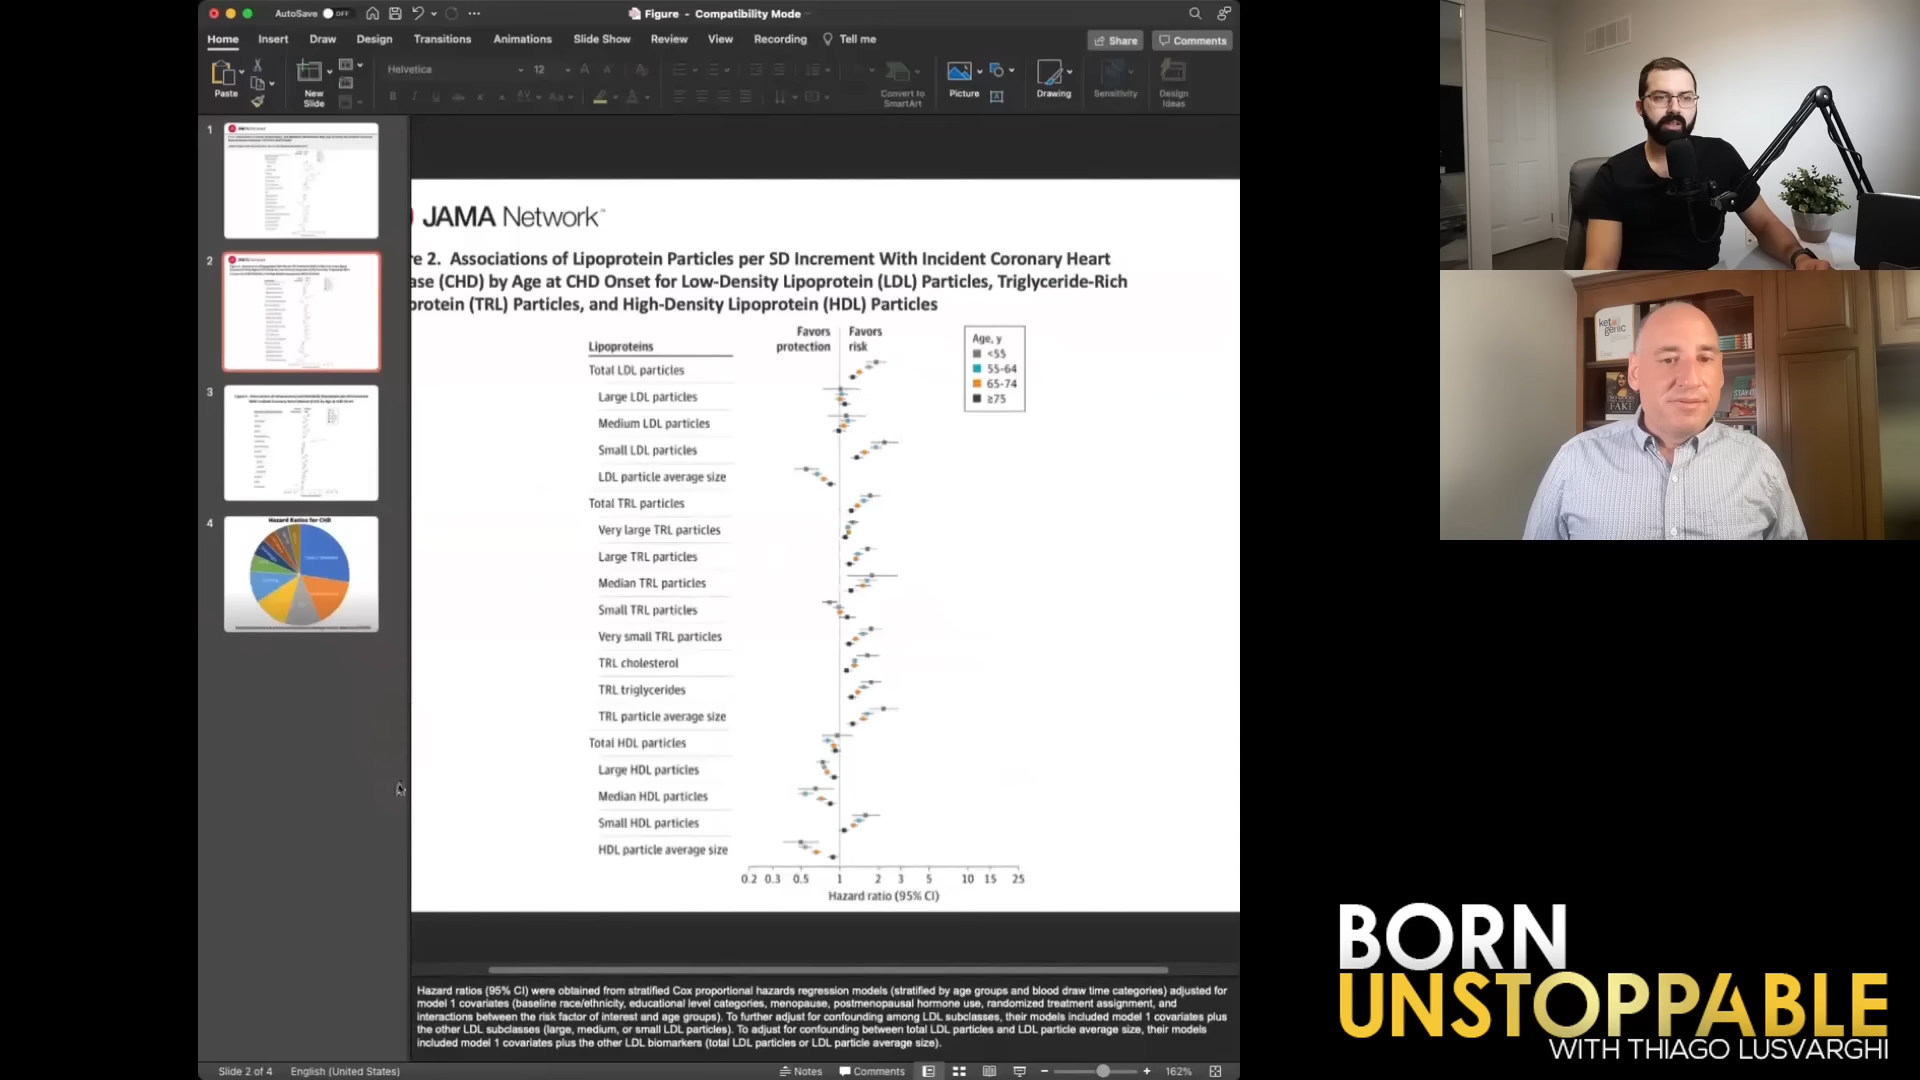 AutoSave OFF
Figure - Compatibility Mode
Home Insert Draw Design Transitions Animations Slide Show Review View Recording Tell me
Share Comments
Paste
New
Slide
Helvetica 12
Convert to
SmartArt
Picture
Drawing
Sensitivity
Design
Ideas
1
2
3
4
Hazard Ratios for CHD
JAMA Network™
re 2. Associations of Lipoprotein Particles per SD Increment With Incident Coronary Heart
ase (CHD) by Age at CHD Onset for Low-Density Lipoprotein (LDL) Particles, Triglyceride-Rich
protein (TRL) Particles, and High-Density Lipoprotein (HDL) Particles
Lipoproteins
Favors
protection
Favors
risk
Age, y
<55
55-64
65-74
≥75
Total LDL particles
Large LDL particles
Medium LDL particles
Small LDL particles
LDL particle average size
Total TRL particles
Very large TRL particles
Large TRL particles
Median TRL particles
Small TRL particles
Very small TRL particles
TRL cholesterol
TRL triglycerides
TRL particle average size
Total HDL particles
Large HDL particles
Median HDL particles
Small HDL particles
HDL particle average size
0.2 0.3 0.5 1 2 3 5 10 15 25
Hazard ratio (95% CI)
Hazard ratios (95% CI) were obtained from stratified Cox proportional hazards regression models (stratified by age groups and blood draw time categories) adjusted for
model 1 covariates (baseline race/ethnicity, educational level categories, menopause, postmenopausal hormone use, randomized treatment assignment, and
interactions between the risk factor of interest and age groups). To further adjust for confounding among LDL subclasses, their models included model 1 covariates plus
the other LDL subclasses (large, medium, or small LDL particles). To adjust for confounding between total LDL particles and LDL particle average size, their models
included model 1 covariates plus the other LDL biomarkers (total LDL particles or LDL particle average size).
Slide 2 of 4 English (United States)
Notes Comments 162%
ket
genic
FAKE
STAY
BORN
UNSTOPPABLE
WITH THIAGO LUSVARGHI